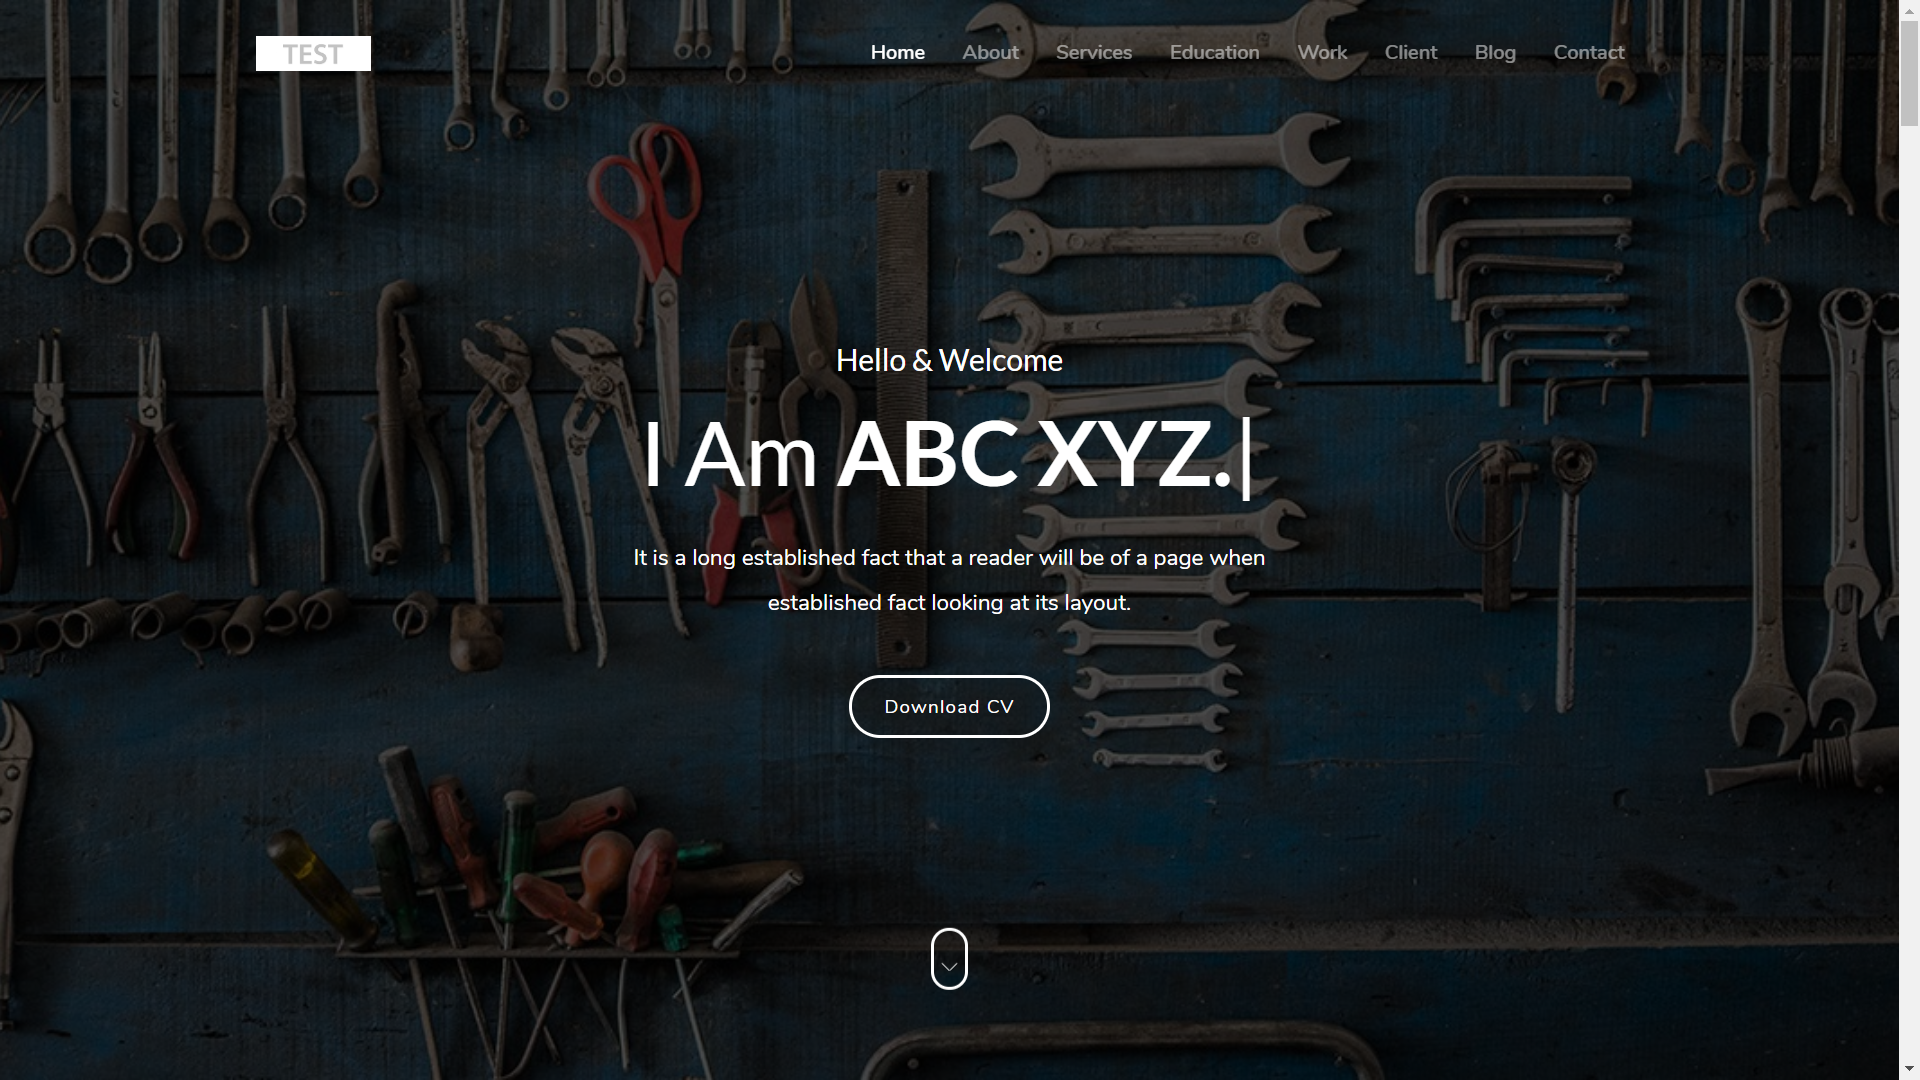 TEST
Home About Services Education Work Client Blog Contact
Hello & Welcome
I Am ABC XYZ.|
It is a long established fact that a reader will be of a page when
established fact looking at its layout.
Download CV